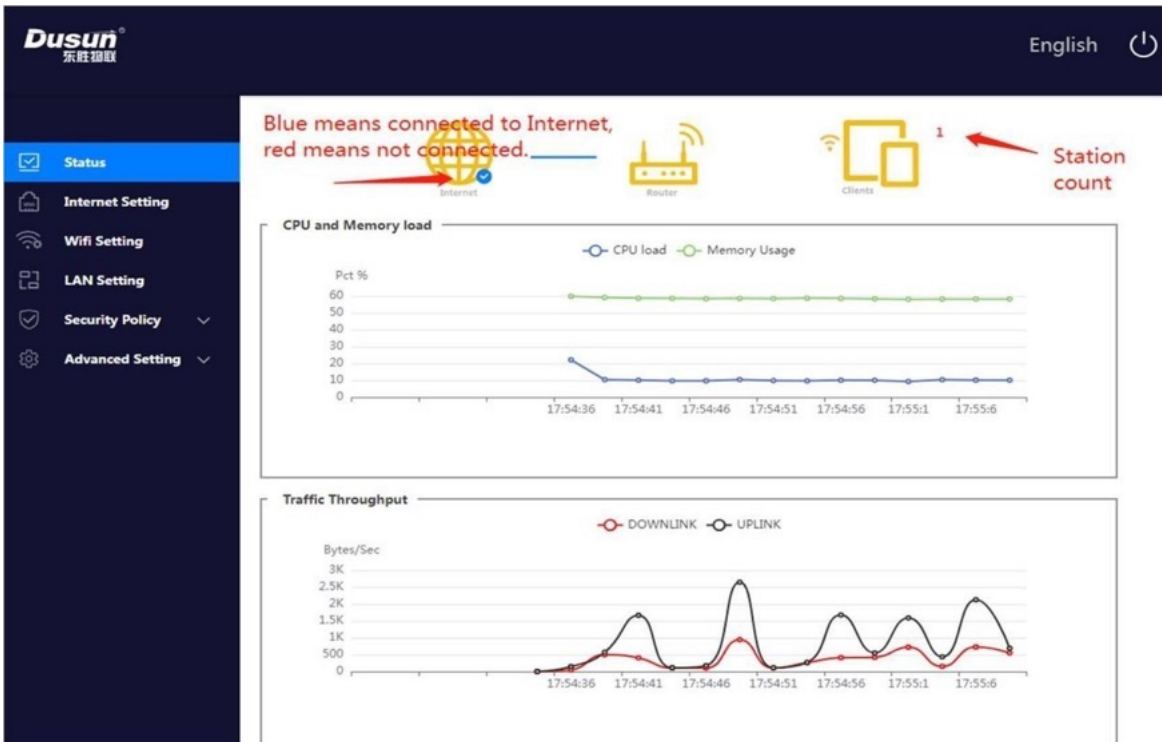 Dusun®
东胜物联
English
Blue means connected to Internet,
red means not connected.
1
Station
count
Internet
Router
Clients
Status
Internet Setting
Wifi Setting
LAN Setting
Security Policy
Advanced Setting
CPU and Memory load
CPU load Memory Usage
Pct %
60
50
40
30
20
10
0
17:54:36 17:54:41 17:54:46 17:54:51 17:54:56 17:55:1 17:55:6
Traffic Throughput
DOWNLINK UPLINK
Bytes/Sec
3K
2.5K
2K
1.5K
1K
500
0
17:54:36 17:54:41 17:54:46 17:54:51 17:54:56 17:55:1 17:55:6